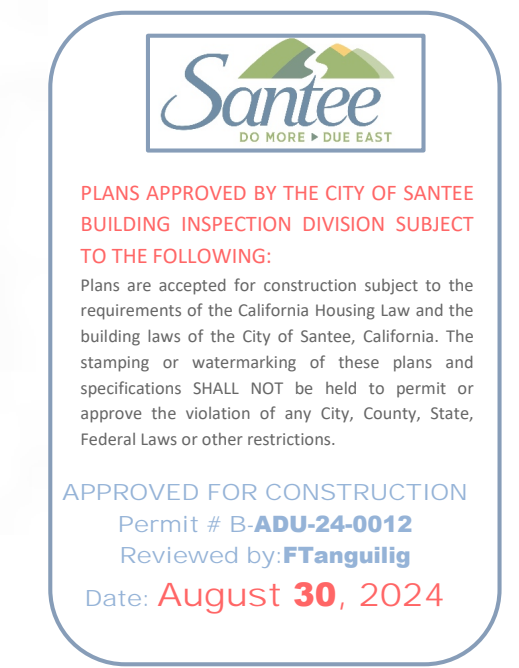 Santee
DO MORE ▶ DUE EAST
PLANS APPROVED BY THE CITY OF SANTEE
BUILDING INSPECTION DIVISION SUBJECT
TO THE FOLLOWING:
Plans are accepted for construction subject to the
requirements of the California Housing Law and the
building laws of the City of Santee, California. The
stamping or watermarking of these plans and
specifications SHALL NOT be held to permit or
approve the violation of any City, County, State,
Federal Laws or other restrictions.
APPROVED FOR CONSTRUCTION
Permit # B-ADU-24-0012
Reviewed by:FTanguilig
Date: August 30, 2024